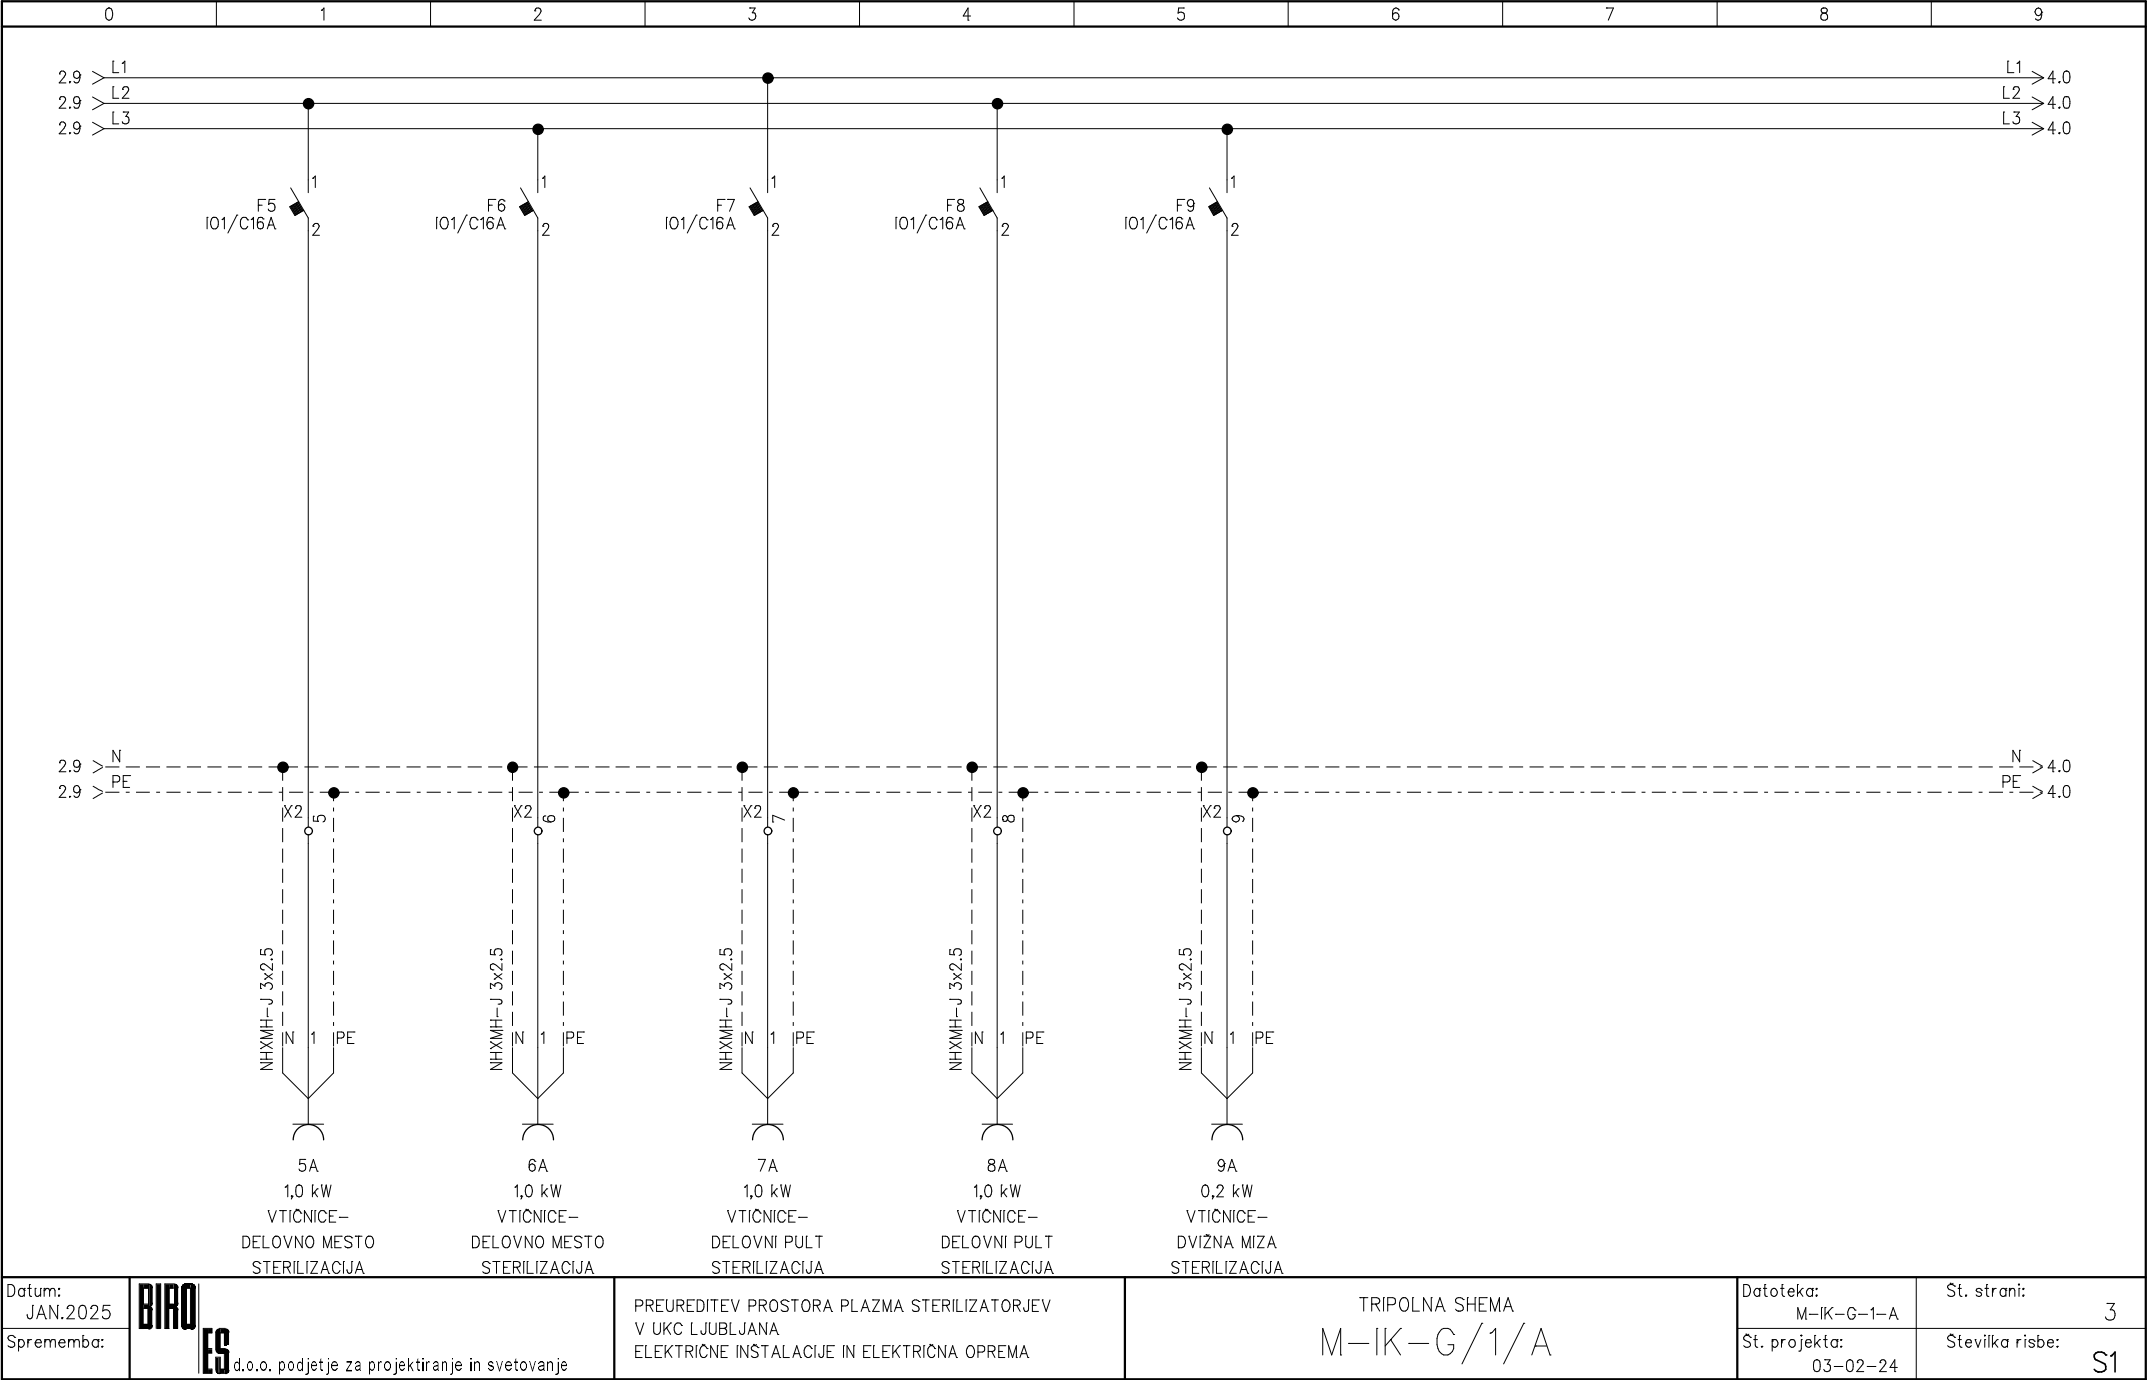 0 1 2 3 4 5 6 7 8 9
2.9 L1 L1 4.0
2.9 L2 L2 4.0
2.9 L3 L3 4.0
1 1 1 1 1
F5 F6 F7 F8 F9
I01/C16A I01/C16A I01/C16A I01/C16A I01/C16A
2 2 2 2 2
2.9 N N 4.0
2.9 PE PE 4.0
X2 5 X2 6 X2 7 X2 8 X2 9
NHXMH-J 3x2.5 NHXMH-J 3x2.5 NHXMH-J 3x2.5 NHXMH-J 3x2.5 NHXMH-J 3x2.5
N 1 PE N 1 PE N 1 PE N 1 PE N 1 PE
5A 6A 7A 8A 9A
1,0 kW 1,0 kW 1,0 kW 1,0 kW 0,2 kW
VTIČNICE- VTIČNICE- VTIČNICE- VTIČNICE- VTIČNICE-
DELOVNO MESTO DELOVNO MESTO DELOVNI PULT DELOVNI PULT DVIŽNA MIZA
STERILIZACIJA STERILIZACIJA STERILIZACIJA STERILIZACIJA STERILIZACIJA
Datum:
JAN.2025
Sprememba:
BIRO
ES d.o.o. podjetje za projektiranje in svetovanje
PREUREDITEV PROSTORA PLAZMA STERILIZATORJEV
V UKC LJUBLJANA
ELEKTRIČNE INŠTALACIJE IN ELEKTRIČNA OPREMA
TRIPOLNA SHEMA
M-IK-G/1/A
Datoteka:
M-IK-G-1-A
Št. projekta:
03-02-24
Št. strani:
3
Številka risbe:
S1